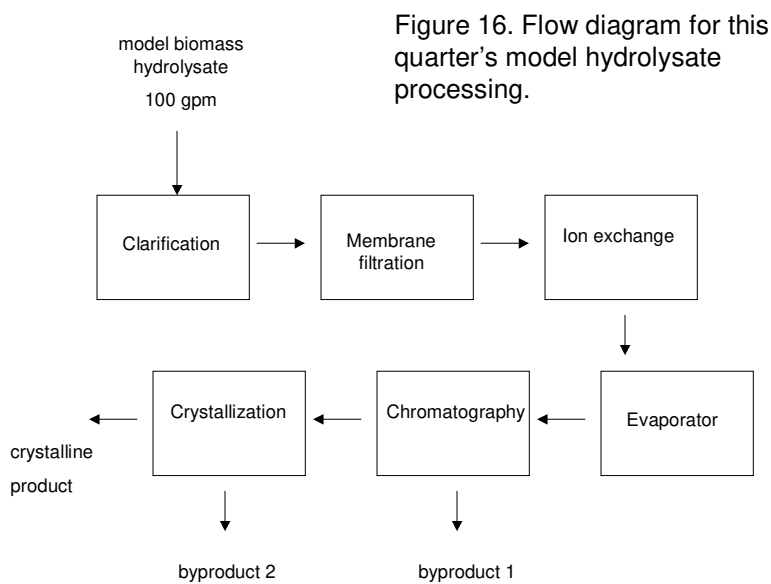 Figure 16. Flow diagram for this
quarter's model hydrolysate
processing.
model biomass
hydrolysate
100 gpm
Clarification
Membrane
filtration
Ion exchange
Evaporator
Chromatography
Crystallization
crystalline
product
byproduct 2
byproduct 1